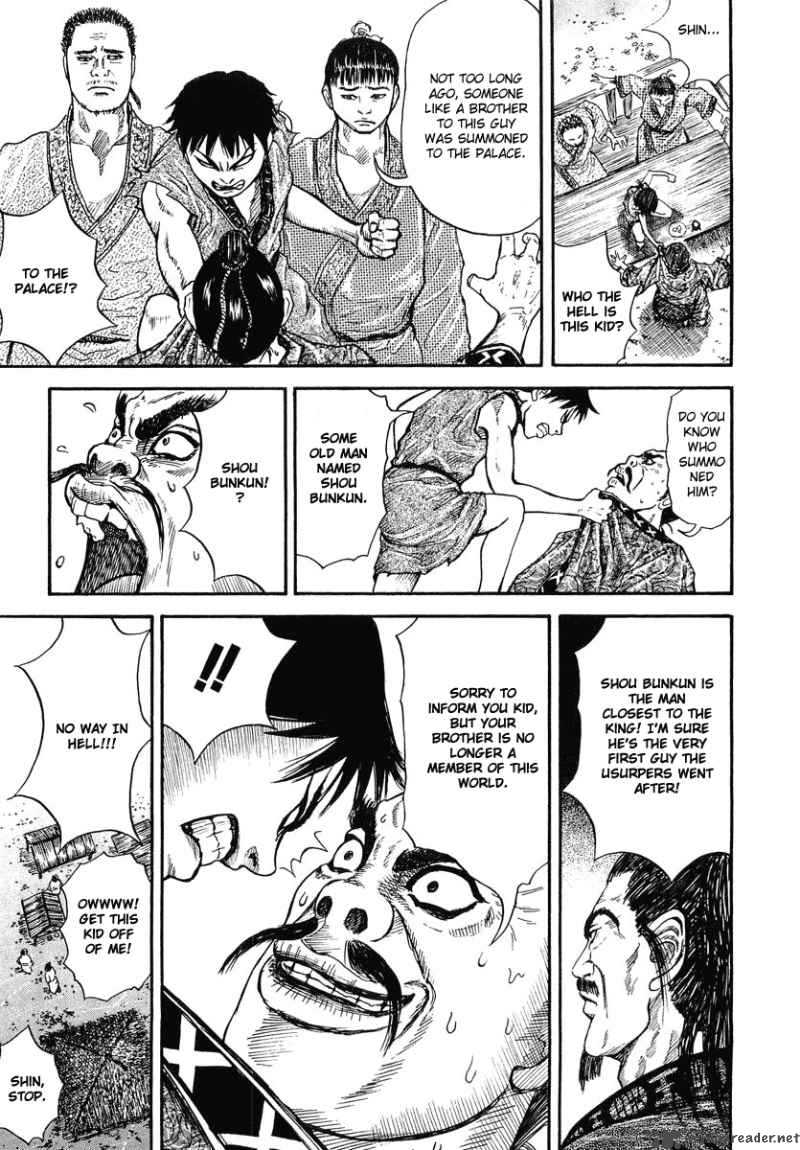 SHIN...
WHO THE
HELL IS
THIS KID?
NOT TOO LONG
AGO, SOMEONE
LIKE A BROTHER
TO THIS GUY
WAS SUMMONED
TO THE PALACE.
TO THE
PALACE!?
DO YOU
KNOW
WHO
SUMMO
NED
HIM?
SOME
OLD MAN
NAMED
SHOU
BUNKUN.
SHOU
BUNKUN!
?
SHOU BUNKUN IS
THE MAN
CLOSEST TO THE
KING! I'M SURE
HE'S THE VERY
FIRST GUY THE
USURPERS WENT
AFTER!
SORRY TO
INFORM YOU KID,
BUT YOUR
BROTHER IS NO
LONGER A
MEMBER OF THIS
WORLD.
!!
NO WAY IN
HELL!!!
OWWWW!
GET THIS
KID OFF
OF ME!
SHIN,
STOP.